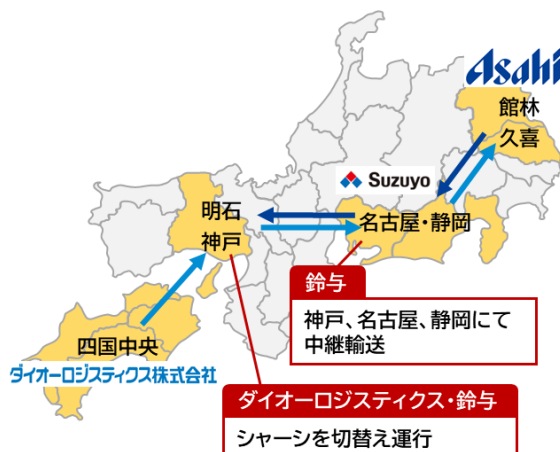 Asahi
館林
久喜
Suzuyo
明石
神戸
名古屋・静岡
鈴与
神戸、名古屋、静岡にて
中継輸送
四国中央
ダイオーロジスティクス株式会社
ダイオーロジスティクス・鈴与
シャーシを切替え運行